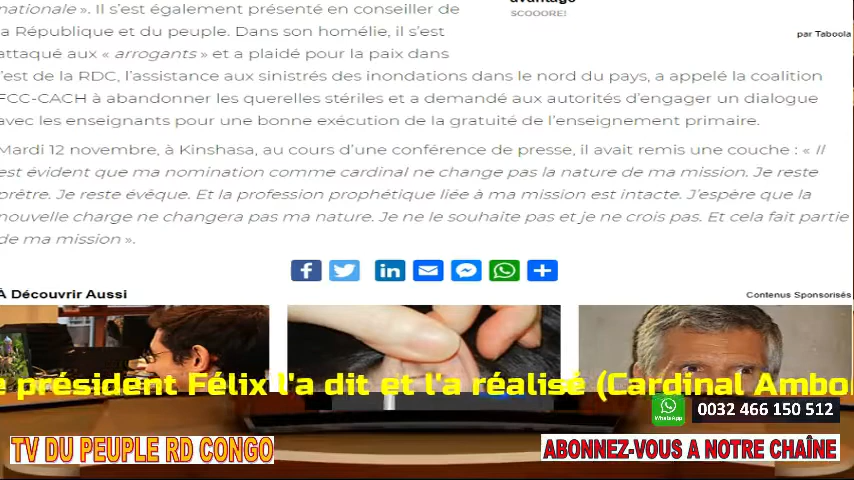 nationale ». Il s'est également présenté en conseiller de
la République et du peuple. Dans son homélie, il s'est
attaqué aux « arrogants » et a plaidé pour la paix dans
l'est de la RDC, l'assistance aux sinistrés des inondations dans le nord du pays, a appelé la coalition
FCC-CACH à abandonner les querelles stériles et a demandé aux autorités d'engager un dialogue
avec les enseignants pour une bonne exécution de la gratuité de l'enseignement primaire.
SCOOORE!
par Taboola
Mardi 12 novembre, à Kinshasa, au cours d'une conférence de presse, il avait remis une couche : « Il
est évident que ma nomination comme cardinal ne change pas la nature de ma mission. Je reste
prêtre. Je reste évêque. Et la profession prophétique liée à ma mission est intacte. J'espère que la
nouvelle charge ne changera pas ma nature. Je ne le souhaite pas et je ne crois pas. Et cela fait partie
de ma mission ».
À Découvrir Aussi
Contenus Sponsorisés
président Félix l'a dit et l'a réalisé (Cardinal Ambo
WhatsApp
0032 466 150 512
TV DU PEUPLE RD CONGO
ABONNEZ-VOUS A NOTRE CHAÎNE